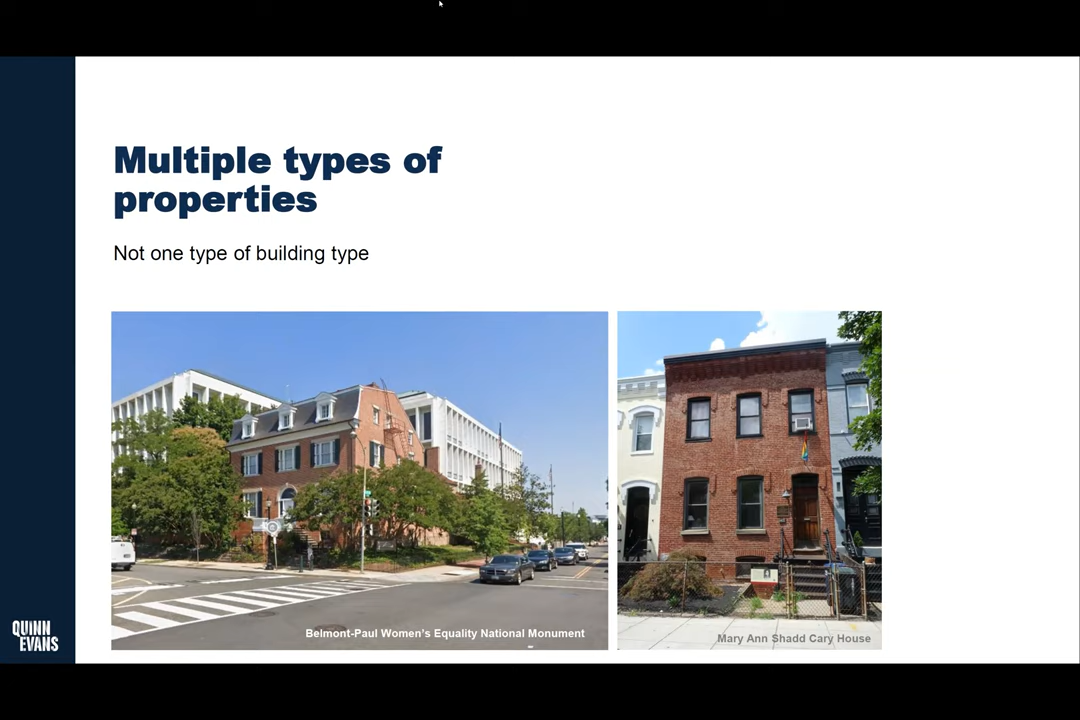 Multiple types of
properties
Not one type of building type
Belmont-Paul Women's Equality National Monument
Mary Ann Shadd Cary House
QUINN
EVANS